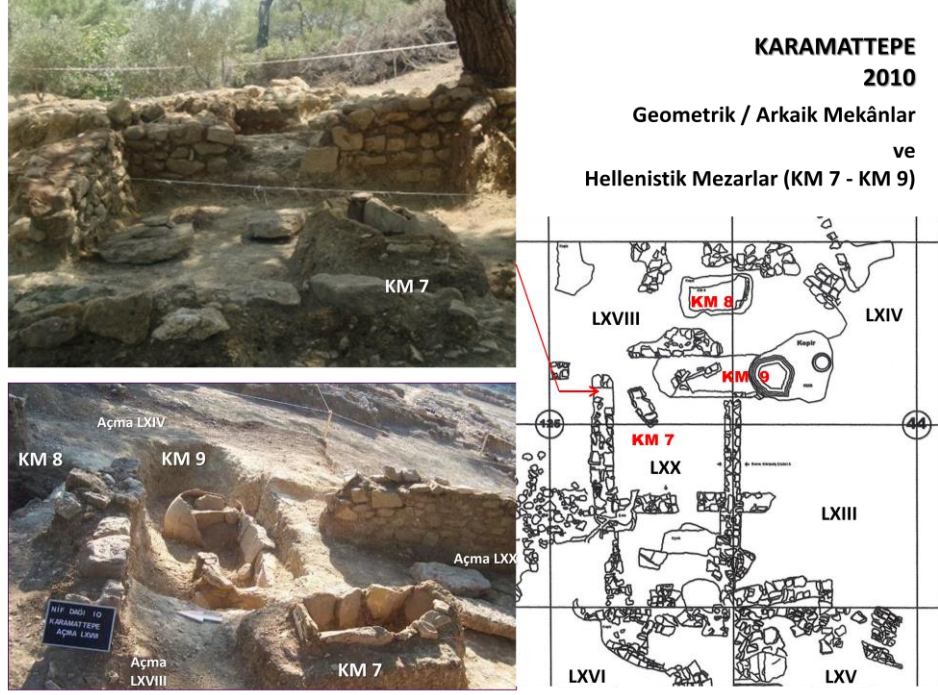 KARAMATTEPE
2010
Geometrik / Arkaik Mekânlar
ve
Hellenistik Mezarlar (KM 7 - KM 9)
KM 7
KM 8
LXVIII
LXIV
Kepir
KM 9
126
44
KM 7
LXX
LXIII
LXVI
LXV
Açma LXIV
KM 8
KM 9
Açma LXX
NİF DAĞI 10
KARAMATTEPE
AÇMA LXVIII
Açma
LXVIII
KM 7